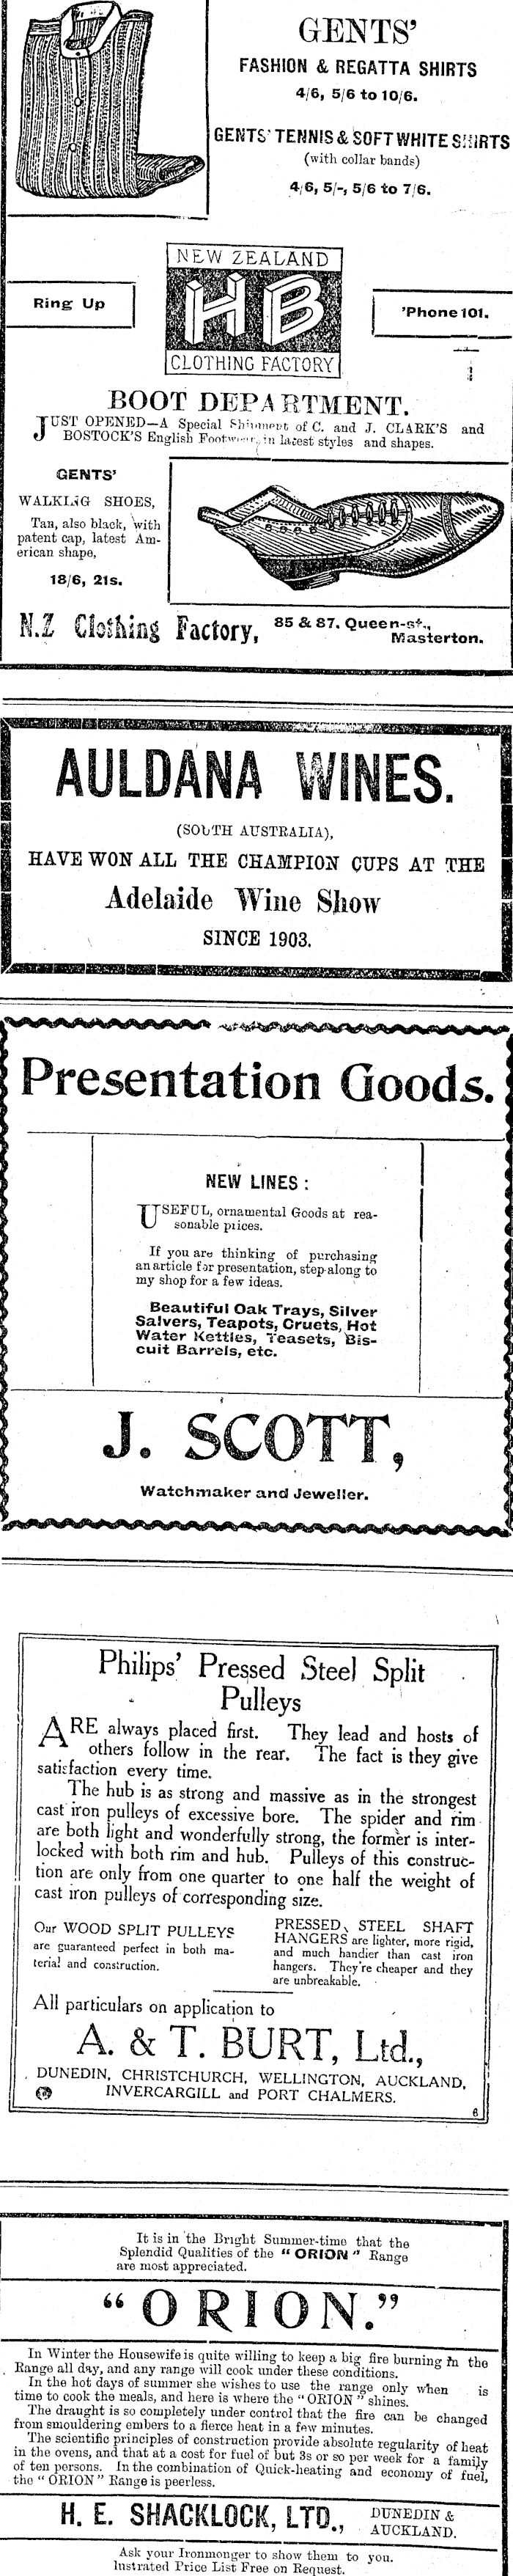 GENTS'
FASHION & REGATTA SHIRTS
4/6, 5/6 to 10/6.
GENTS' TENNIS & SOFT WHITE SHIRTS
(with collar bands)
4/6, 5/-, 5/6 to 7/6.
NEW ZEALAND
HB
CLOTHING FACTORY
Ring Up
'Phone 101.
BOOT DEPARTMENT.
JUST OPENED—A Special Shipment of C. and J. CLARK'S and
BOSTOCK'S English Footwear, in latest styles and shapes.
GENTS'
WALKING SHOES,
Tan, also black, with
patent cap, latest Am-
erican shape,
18/6, 21s.
N.Z Clothing Factory,
85 & 87, Queen-st.,
Masterton.
AULDANA WINES.
(SOUTH AUSTRALIA),
HAVE WON ALL THE CHAMPION CUPS AT THE
Adelaide Wine Show
SINCE 1903.
Presentation Goods.
NEW LINES:
USEFUL, ornamental Goods at rea-
sonable prices.
If you are thinking of purchasing
an article for presentation, step along to
my shop for a few ideas.
Beautiful Oak Trays, Silver
Salvers, Teapots, Cruets, Hot
Water Kettles, Teasets, Bis-
cuit Barrels, etc.
J. SCOTT,
Watchmaker and Jeweller.
Philips' Pressed Steel Split
Pulleys
ARE always placed first. They lead and hosts of
others follow in the rear. The fact is they give
satisfaction every time.
The hub is as strong and massive as in the strongest
cast iron pulleys of excessive bore. The spider and rim
are both light and wonderfully strong, the former is inter-
locked with both rim and hub. Pulleys of this construc-
tion are only from one quarter to one half the weight of
cast iron pulleys of corresponding size.
Our WOOD SPLIT PULLEYS
are guaranteed perfect in both ma-
terial and construction.
PRESSED STEEL SHAFT
HANGERS are lighter, more rigid,
and much handier than cast iron
hangers. They're cheaper and they
are unbreakable.
All particulars on application to
A. & T. BURT, Ltd.,
DUNEDIN, CHRISTCHURCH, WELLINGTON, AUCKLAND,
INVERCARGILL and PORT CHALMERS.
6
It is in the Bright Summer-time that the
Splendid Qualities of the "ORION" Range
are most appreciated.
"ORION."
In Winter the Housewife is quite willing to keep a big fire burning in the
Range all day, and any range will cook under these conditions.
In the hot days of summer she wishes to use the range only when is
time to cook the meals, and here is where the "ORION" shines.
The draught is so completely under control that the fire can be changed
from smouldering embers to a fierce heat in a few minutes.
The scientific principles of construction provide absolute regularity of heat
in the ovens, and that at a cost for fuel of but 3s or so per week for a family
of ten persons. In the combination of Quick-heating and economy of fuel,
the "ORION" Range is peerless.
H. E. SHACKLOCK, LTD.,
DUNEDIN &
AUCKLAND.
Ask your Ironmonger to show them to you.
lustrated Price List Free on Request.